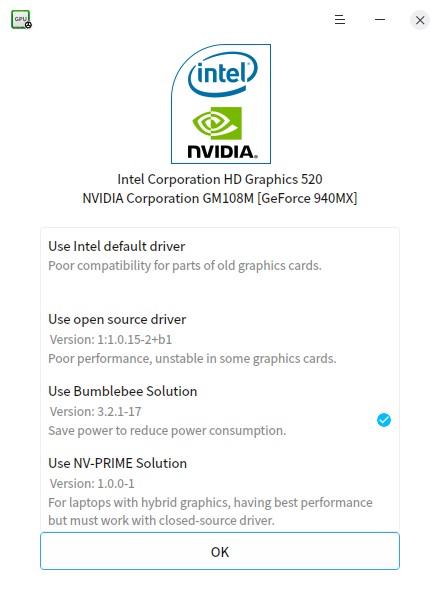 GPU
intel
NVIDIA.
Intel Corporation HD Graphics 520
NVIDIA Corporation GM108M [GeForce 940MX]
Use Intel default driver
Poor compatibility for parts of old graphics cards.
Use open source driver
Version: 1:1.0.15-2+b1
Poor performance, unstable in some graphics cards.
Use Bumblebee Solution
Version: 3.2.1-17
Save power to reduce power consumption.
Use NV-PRIME Solution
Version: 1.0.0-1
For laptops with hybrid graphics, having best performance
but must work with closed-source driver.
OK